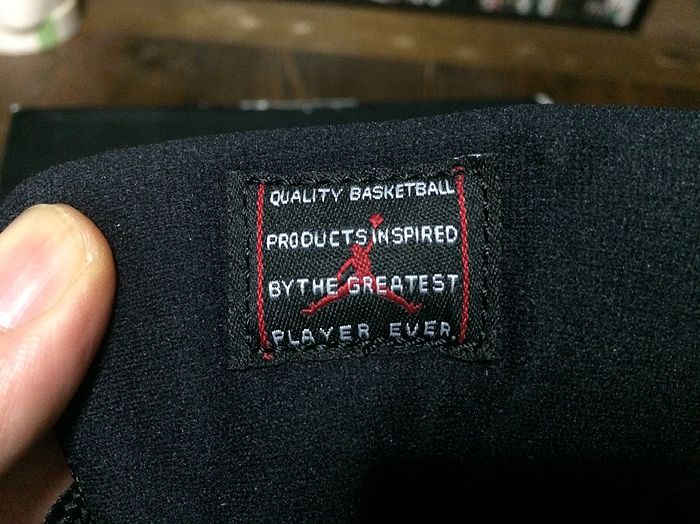 QUALITY BASKETBALL
PRODUCTS INSPIRED
BY THE GREATEST
PLAYER EVER.